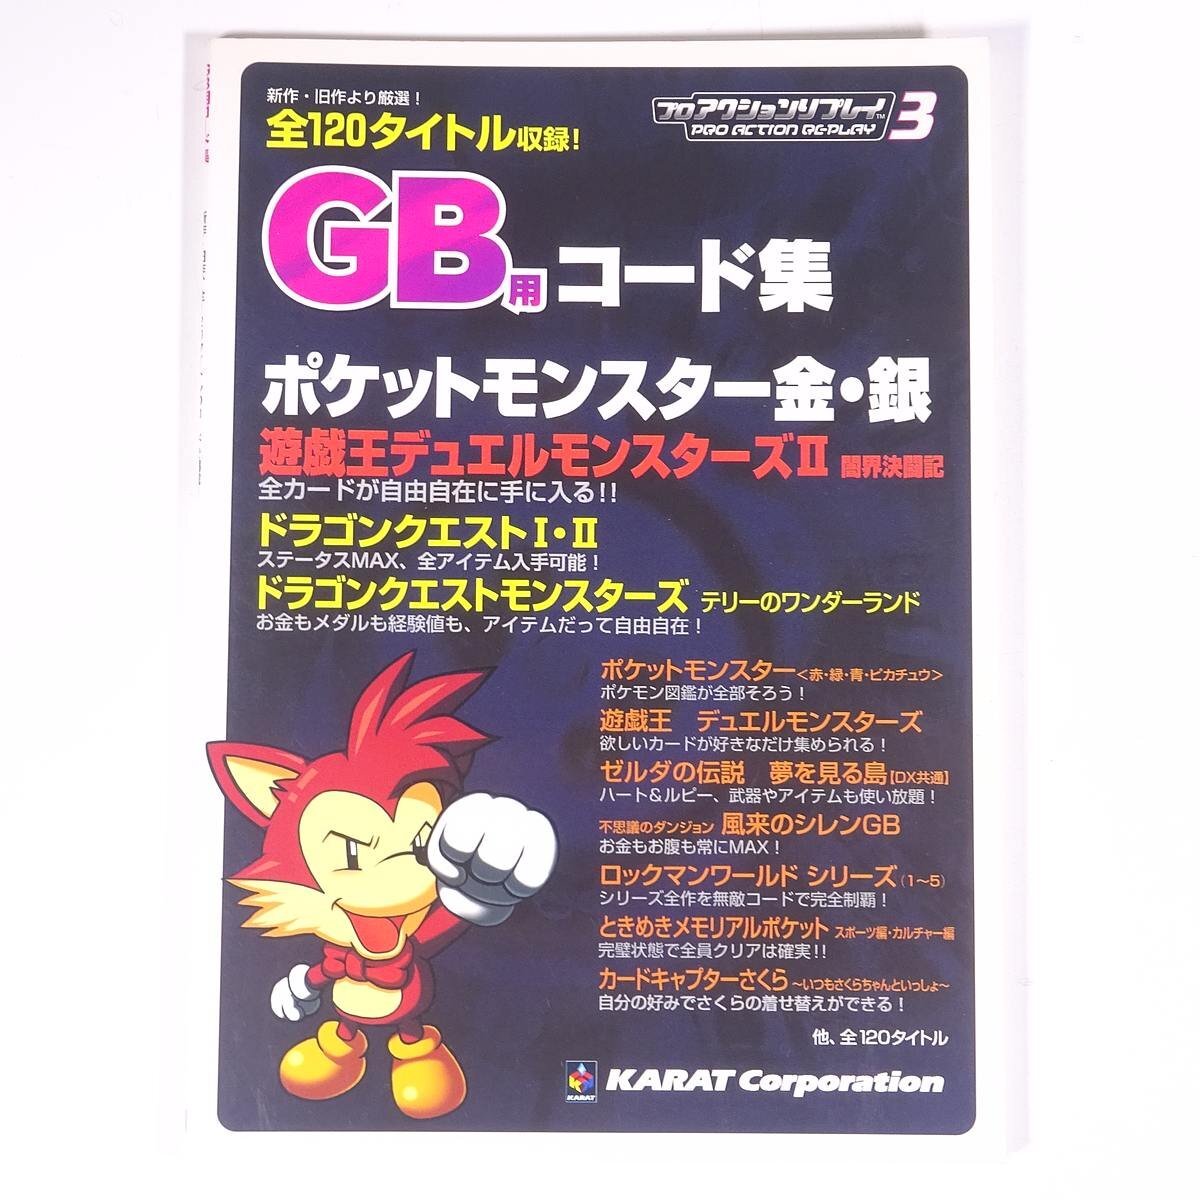 新作・旧作より厳選！
全120タイトル収録！
プロアクションリプレイ™ 3
PRO ACTION REPLAY
GB用コード集
ポケットモンスター金・銀
遊戯王デュエルモンスターズⅡ 闇界決闘記
全カードが自由自在に手に入る！！
ドラゴンクエストⅠ・Ⅱ
ステータスMAX、全アイテム入手可能！
ドラゴンクエストモンスターズ テリーのワンダーランド
お金もメダルも経験値も、アイテムだって自由自在！
ポケットモンスター＜赤・緑・青・ピカチュウ＞
ポケモン図鑑が全部そろう！
遊戯王　デュエルモンスターズ
欲しいカードが好きなだけ集められる！
ゼルダの伝説　夢を見る島【DX共通】
ハート＆ルピー、武器やアイテムも使い放題！
不思議のダンジョン 風来のシレンGB
お金もお腹も常にMAX！
ロックマンワールド シリーズ（1～5）
シリーズ全作を無敵コードで完全制覇！
ときめきメモリアルポケット スポーツ編・カルチャー編
完璧状態で全員クリアは確実！！
カードキャプターさくら ～いつもさくらちゃんといっしょ～
自分の好みでさくらの着せ替えができる！
他、全120タイトル
KARAT
KARAT Corporation